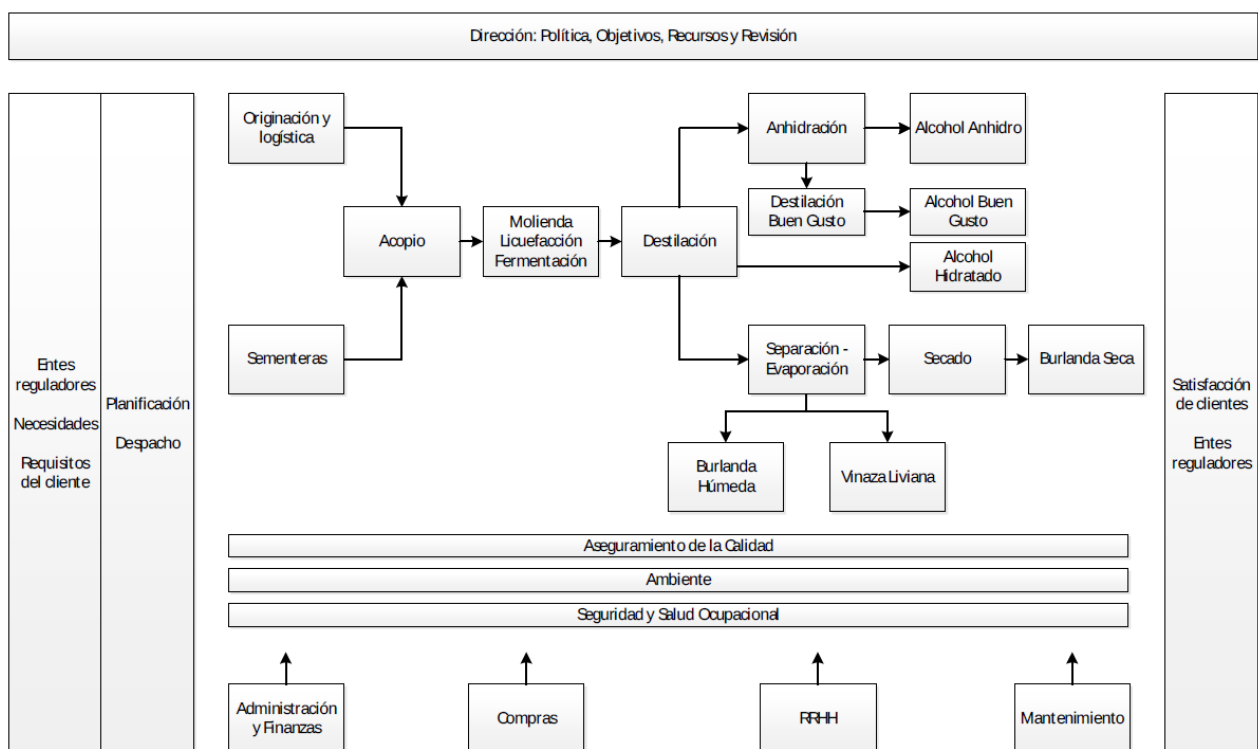 Dirección: Política, Objetivos, Recursos y Revisión
Entes
reguladores
Necesidades
Requisitos
del cliente
Planificación
Despacho
Originación y
logística
Sementeras
Acopio
Molienda
Licuefacción
Fermentación
Destilación
Anhidración
Alcohol Anhidro
Destilación
Buen Gusto
Alcohol Buen
Gusto
Alcohol
Hidratado
Separación -
Evaporación
Secado
Burlanda Seca
Burlanda
Húmeda
Vinaza Liviana
Aseguramiento de la Calidad
Ambiente
Seguridad y Salud Ocupacional
Administración
y Finanzas
Compras
RRHH
Mantenimiento
Satisfacción
de clientes
Entes
reguladores